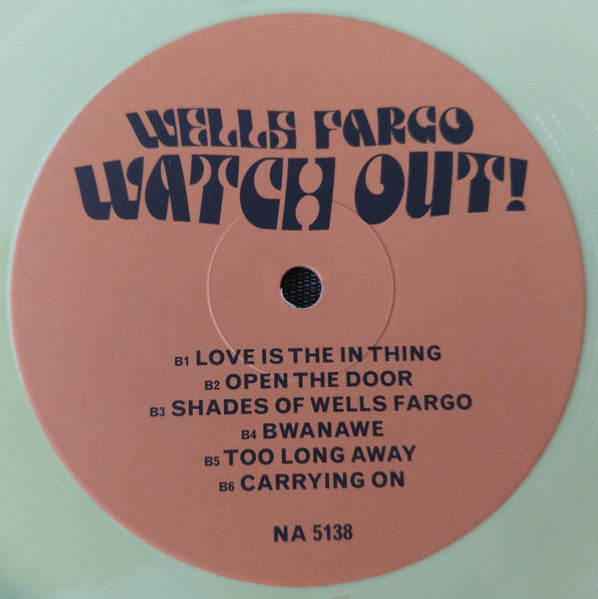 WELLS FARGO
WATCH OUT!
B1 LOVE IS THE IN THING
B2 OPEN THE DOOR
B3 SHADES OF WELLS FARGO
B4 BWANAWE
B5 TOO LONG AWAY
B6 CARRYING ON
NA 5138